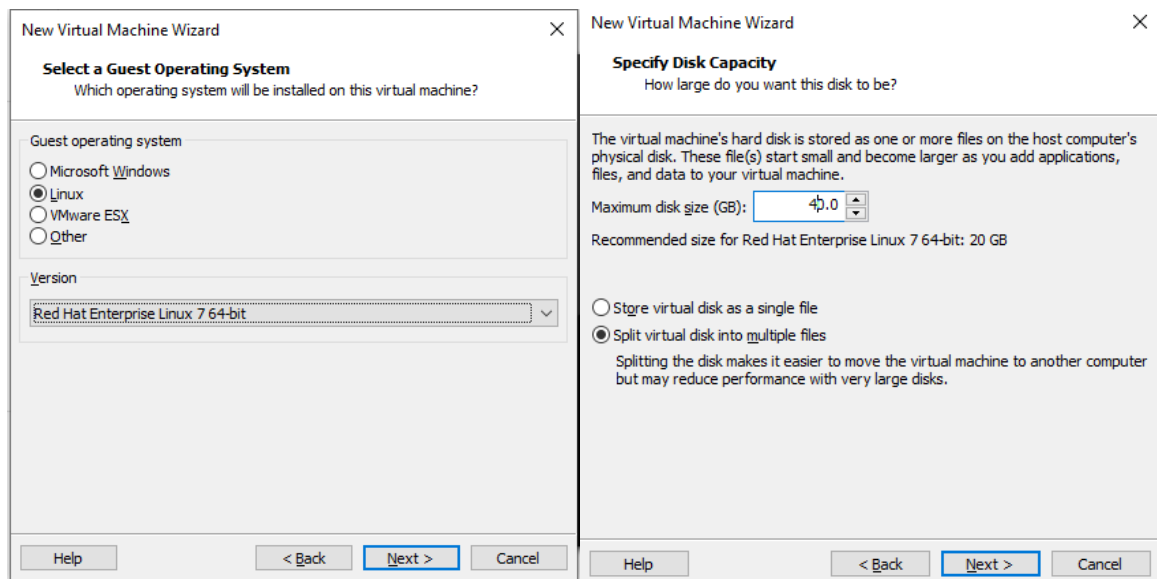 New Virtual Machine Wizard
Select a Guest Operating System
Which operating system will be installed on this virtual machine?
Guest operating system
Microsoft Windows
Linux
VMware ESX
Other
Version
Red Hat Enterprise Linux 7 64-bit
Help
< Back
Next >
Cancel
New Virtual Machine Wizard
Specify Disk Capacity
How large do you want this disk to be?
The virtual machine's hard disk is stored as one or more files on the host computer's
physical disk. These file(s) start small and become larger as you add applications,
files, and data to your virtual machine.
Maximum disk size (GB): 40.0
Recommended size for Red Hat Enterprise Linux 7 64-bit: 20 GB
Store virtual disk as a single file
Split virtual disk into multiple files
Splitting the disk makes it easier to move the virtual machine to another computer
but may reduce performance with very large disks.
Help
< Back
Next >
Cancel